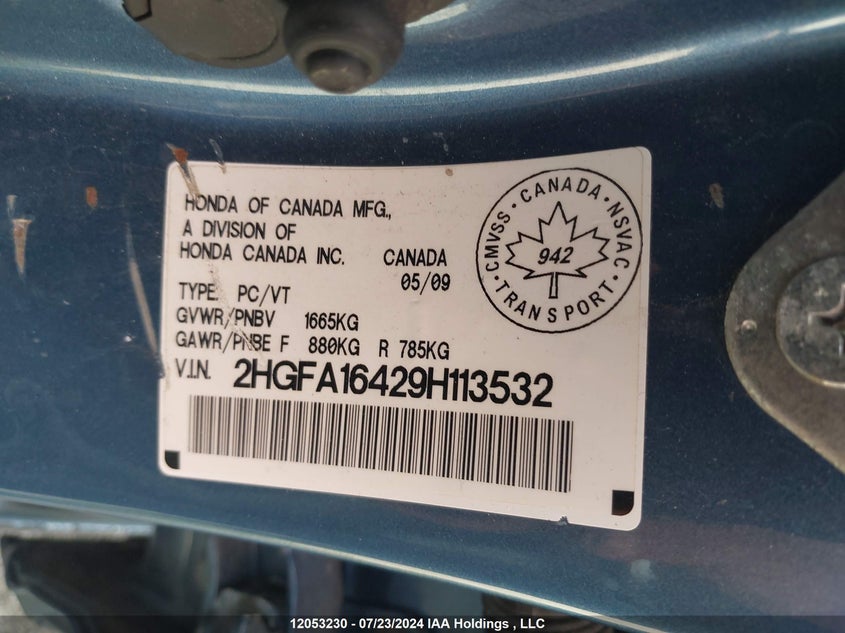 HONDA OF CANADA MFG.,
A DIVISION OF
HONDA CANADA INC. CANADA
05/09
TYPE: PC/VT
GVWR/PNBV 1665KG
GAWR/PNBE F 880KG R 785KG
V.I.N. 2HGFA16429H113532
CMVSS · CANADA · NSVAC
942
TRANSPORT
12053230 - 07/23/2024 IAA Holdings , LLC